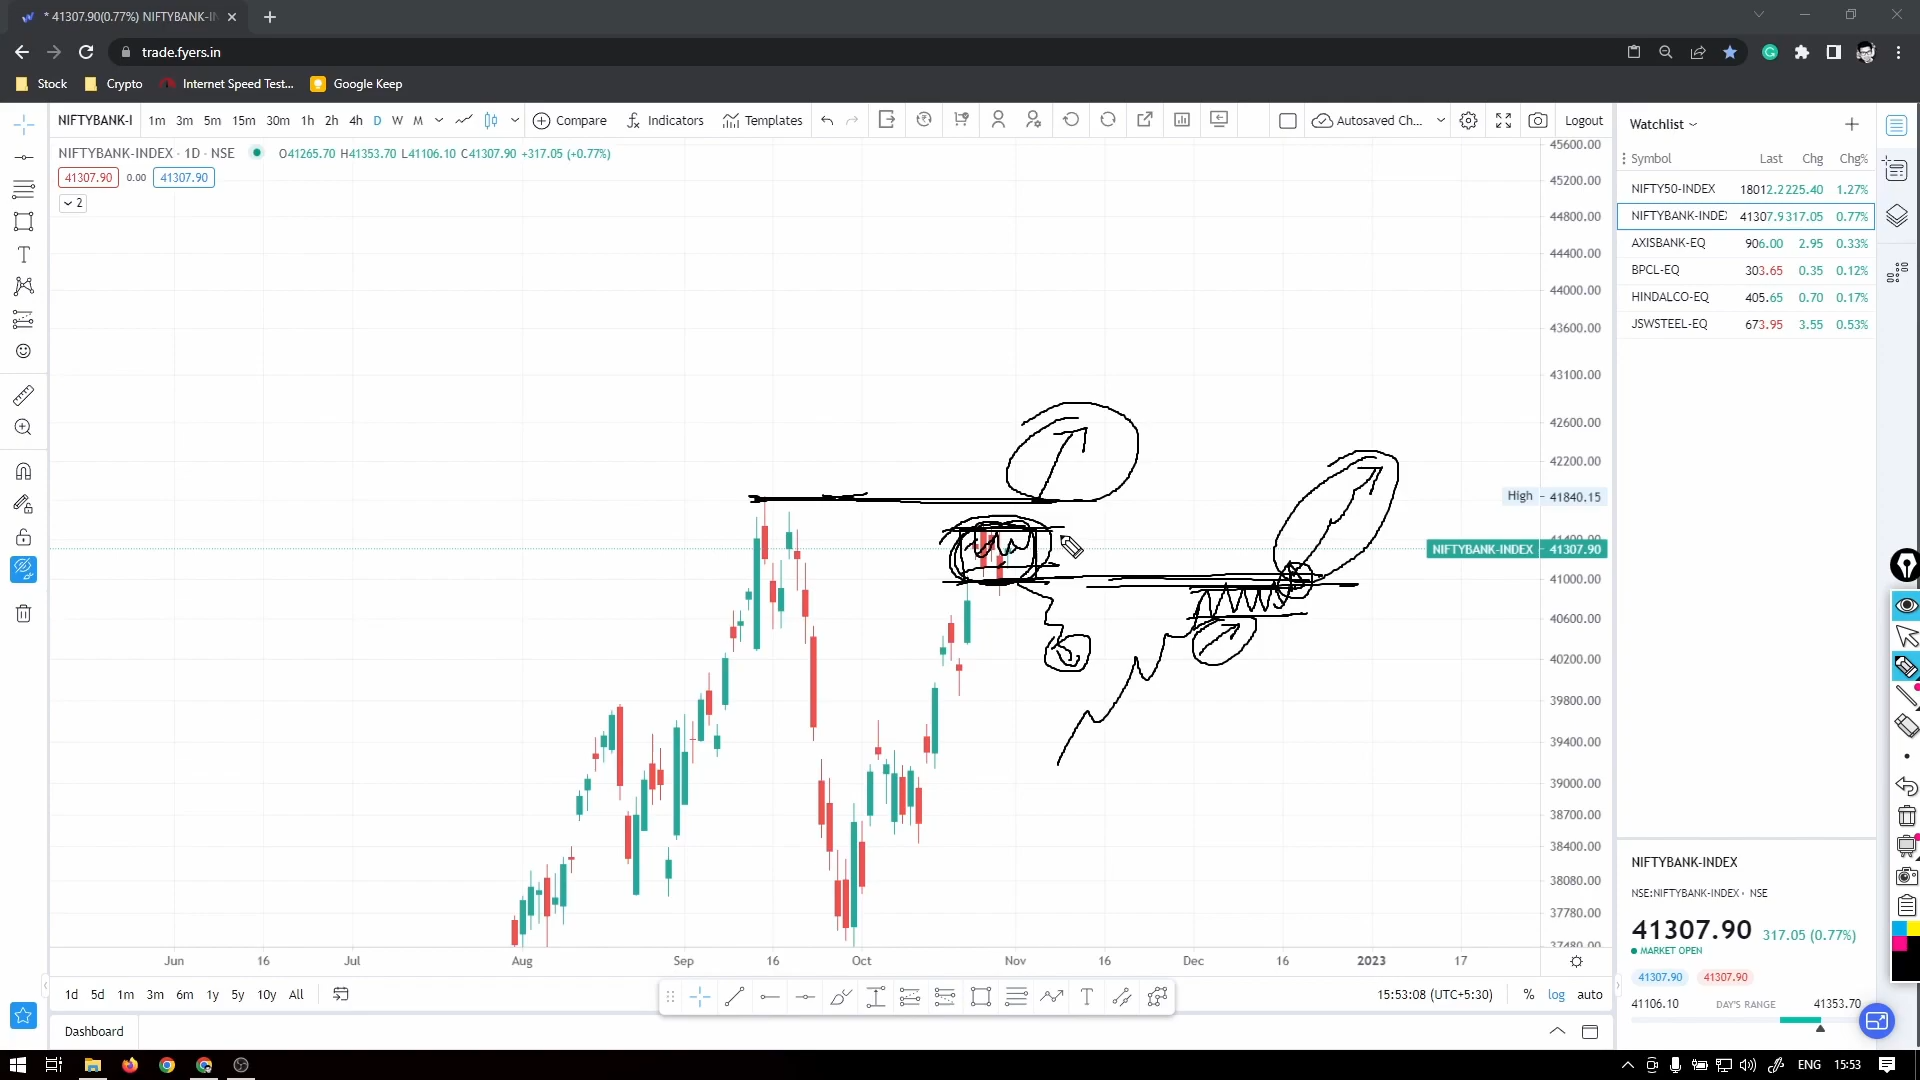 * 41307.90(0.77%) NIFTYBANK-IN
trade.fyers.in
Stock Crypto Internet Speed Test... Google Keep
NIFTYBANK-I 1m 3m 5m 15m 30m 1h 2h 4h D W M Compare Indicators Templates Autosaved Ch... Logout
NIFTYBANK-INDEX · 1D · NSE O41265.70 H41353.70 L41106.10 C41307.90 +317.05 (+0.77%)
41307.90 0.00 41307.90
2
45600.00
45200.00
44800.00
44400.00
44000.00
43600.00
43100.00
42600.00
42200.00
High 41840.15
NIFTYBANK-INDEX 41307.90
41000.00
40600.00
40200.00
39800.00
39400.00
39000.00
38700.00
38400.00
38080.00
37780.00
37480.00
Jun 16 Jul Aug Sep 16 Oct Nov 16 Dec 16 2023 17
1d 5d 1m 3m 6m 1y 5y 10y All
15:53:08 (UTC+5:30) % log auto
Dashboard
Watchlist
Symbol Last Chg Chg%
NIFTY50-INDEX 18012.2 225.40 1.27%
NIFTYBANK-INDE 41307.9 317.05 0.77%
AXISBANK-EQ 906.00 2.95 0.33%
BPCL-EQ 303.65 0.35 0.12%
HINDALCO-EQ 405.65 0.70 0.17%
JSWSTEEL-EQ 673.95 3.55 0.53%
NIFTYBANK-INDEX
NSE:NIFTYBANK-INDEX · NSE
41307.90 317.05 (0.77%)
MARKET OPEN
41307.90 41307.90
41106.10 DAY'S RANGE 41353.70
ENG 15:53